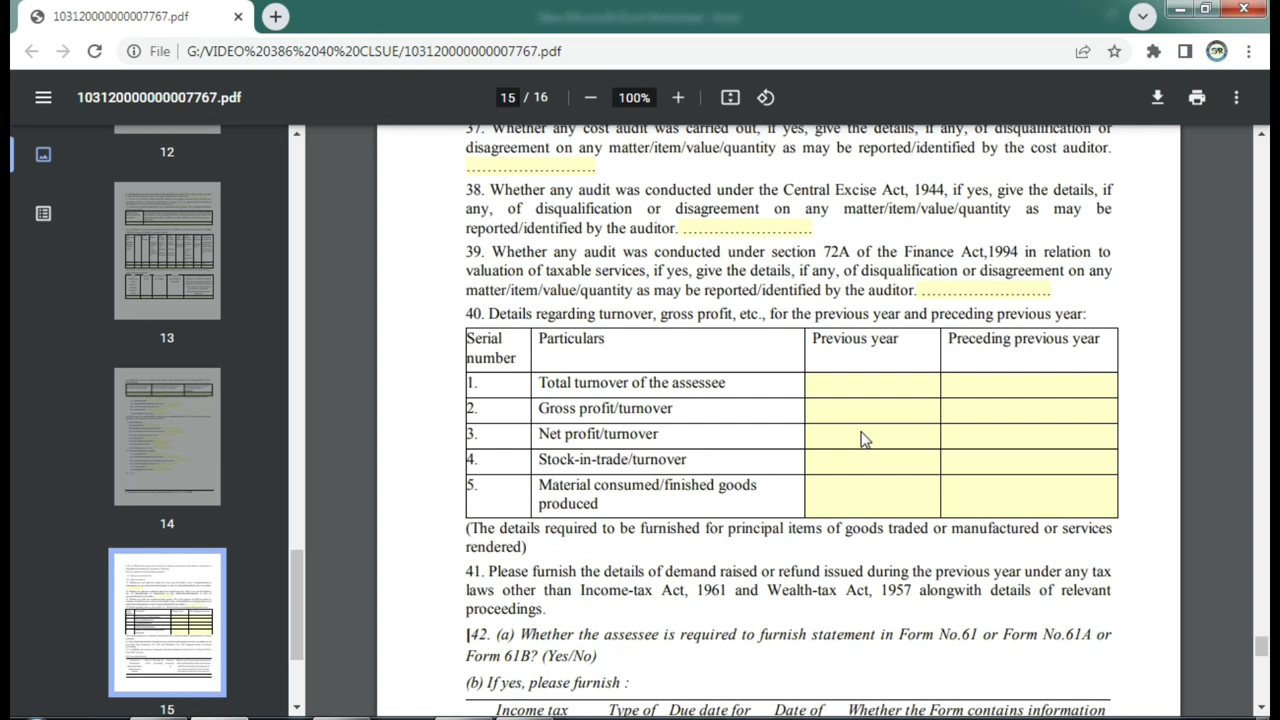 103120000000007767.pdf
File G:/VIDEO%20386%2040%20CLSUE/103120000000007767.pdf
103120000000007767.pdf 15 / 16 100%
12
13
14
15
37. Whether any cost audit was carried out, if yes, give the details, if any, of disqualification or
disagreement on any matter/item/value/quantity as may be reported/identified by the cost auditor.
……………………
38. Whether any audit was conducted under the Central Excise Act, 1944, if yes, give the details, if
any, of disqualification or disagreement on any matter/item/value/quantity as may be
reported/identified by the auditor. ……………………
39. Whether any audit was conducted under section 72A of the Finance Act,1994 in relation to
valuation of taxable services, if yes, give the details, if any, of disqualification or disagreement on any
matter/item/value/quantity as may be reported/identified by the auditor. ……………………
40. Details regarding turnover, gross profit, etc., for the previous year and preceding previous year:
Serial number Particulars Previous year Preceding previous year
1. Total turnover of the assessee
2. Gross profit/turnover
3. Net profit/turnover
4. Stock-in-trade/turnover
5. Material consumed/finished goods
produced
(The details required to be furnished for principal items of goods traded or manufactured or services
rendered)
41. Please furnish the details of demand raised or refund issued during the previous year under any tax
laws other than Income-tax Act, 1961 and Wealth-tax Act, 1957 alongwith details of relevant
proceedings.
[42. (a) Whether the assessee is required to furnish statement in Form No.61 or Form No.61A or
Form 61B? (Yes/No)
(b) If yes, please furnish :
Income tax Type of Due date for Date of Whether the Form contains information